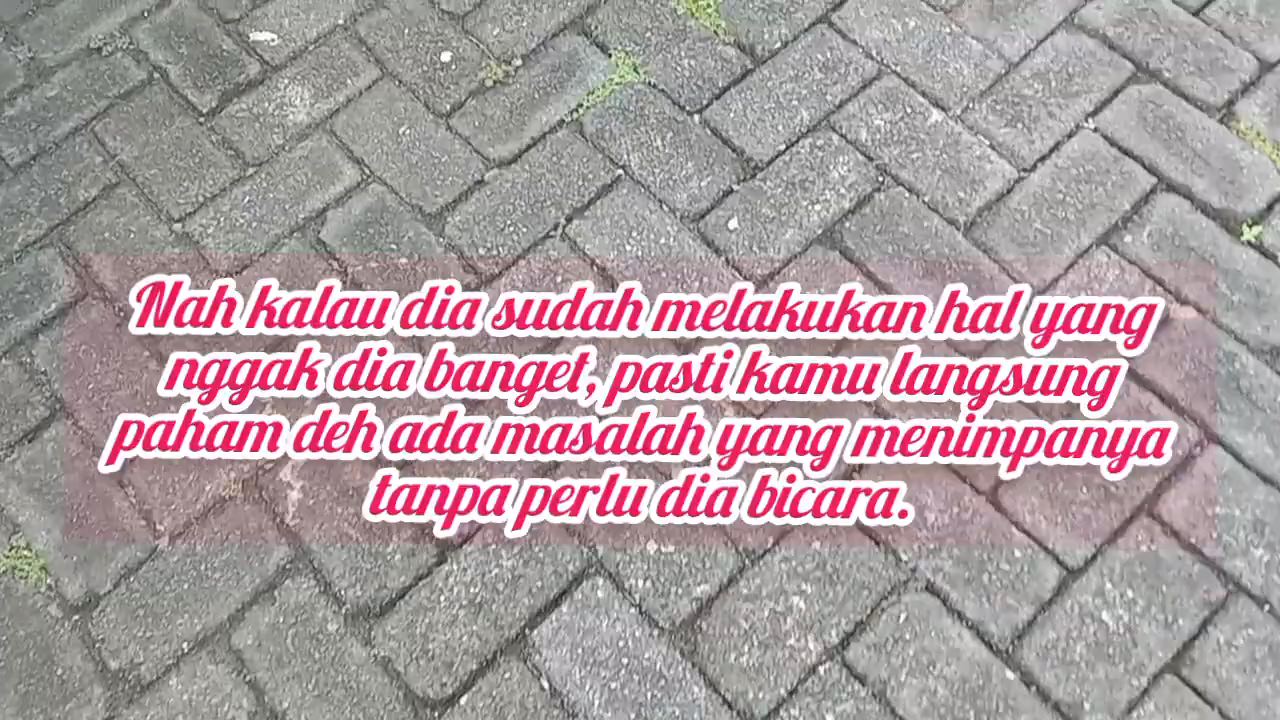 Nah kalau dia sudah melakukan hal yang
nggak dia banget, pasti kamu langsung
paham deh ada masalah yang menimpanya
tanpa perlu dia bicara.